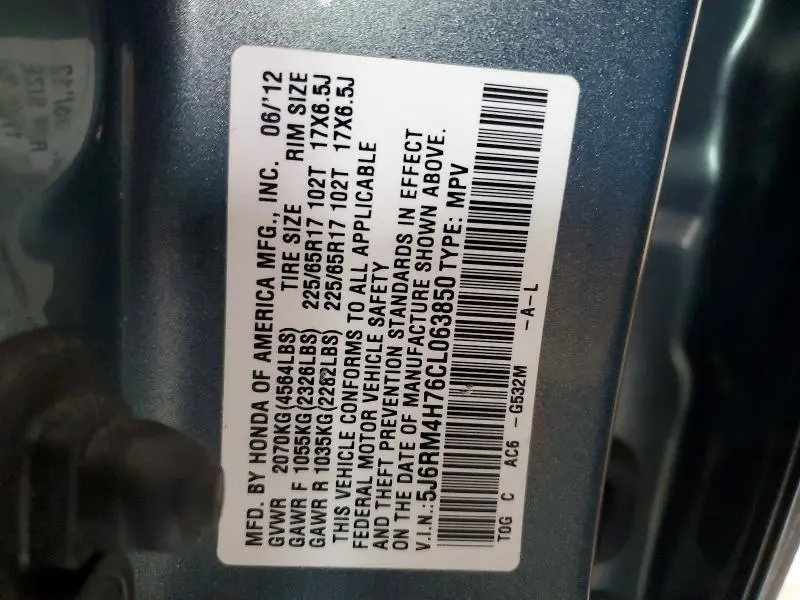 MFD. BY HONDA OF AMERICA MFG., INC. 06/'12
GVWR 2070KG(4564LBS) TIRE SIZE RIM SIZE
GAWR F 1055KG(2326LBS) 225/65R17 102T 17X6.5J
GAWR R 1035KG(2282LBS) 225/65R17 102T 17X6.5J
THIS VEHICLE CONFORMS TO ALL APPLICABLE
FEDERAL MOTOR VEHICLE SAFETY
AND THEFT PREVENTION STANDARDS IN EFFECT
ON THE DATE OF MANUFACTURE SHOWN ABOVE.
V.I.N.:5J6RM4H76CL063850 TYPE: MPV
TOG C AC6 -G532M -A-L